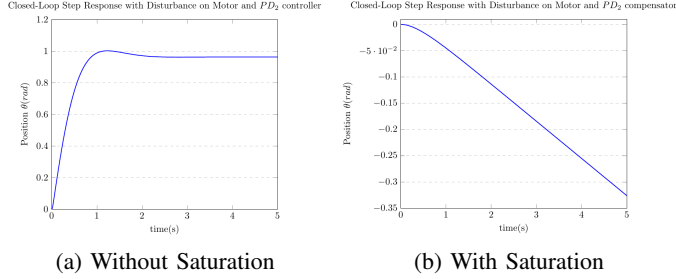 Closed-Loop Step Response with Disturbance on Motor and PD₂ controller
1.2
1
0.8
0.6
0.4
0.2
0
Position θ(rad)
0 1 2 3 4 5
time(s)
(a) Without Saturation
Closed-Loop Step Response with Disturbance on Motor and PD₂ compensator
0
−5 · 10⁻²
−0.1
−0.15
−0.2
−0.25
−0.3
−0.35
Position θ(rad)
0 1 2 3 4 5
time(s)
(b) With Saturation